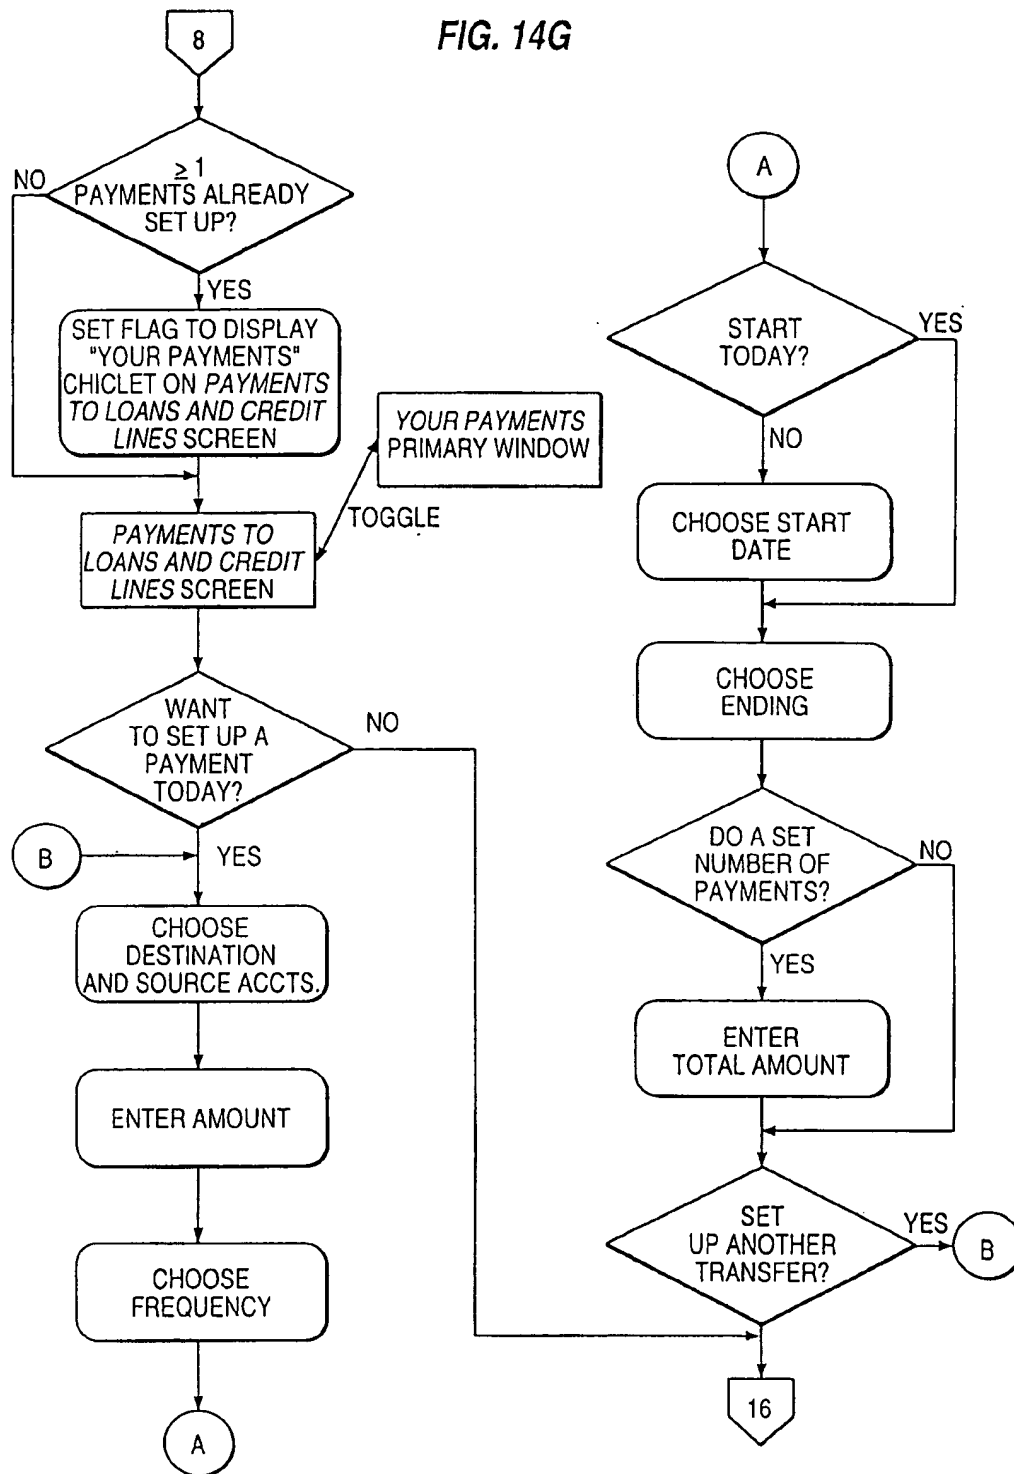 FIG. 14G
8
≥ 1
PAYMENTS ALREADY
SET UP?
NO
YES
SET FLAG TO DISPLAY
"YOUR PAYMENTS"
CHICLET ON PAYMENTS
TO LOANS AND CREDIT
LINES SCREEN
YOUR PAYMENTS
PRIMARY WINDOW
TOGGLE
PAYMENTS TO
LOANS AND CREDIT
LINES SCREEN
WANT
TO SET UP A
PAYMENT
TODAY?
NO
B
YES
CHOOSE
DESTINATION
AND SOURCE ACCTS.
ENTER AMOUNT
CHOOSE
FREQUENCY
A
A
START
TODAY?
YES
NO
CHOOSE START
DATE
CHOOSE
ENDING
DO A SET
NUMBER OF
PAYMENTS?
NO
YES
ENTER
TOTAL AMOUNT
SET
UP ANOTHER
TRANSFER?
YES
B
16